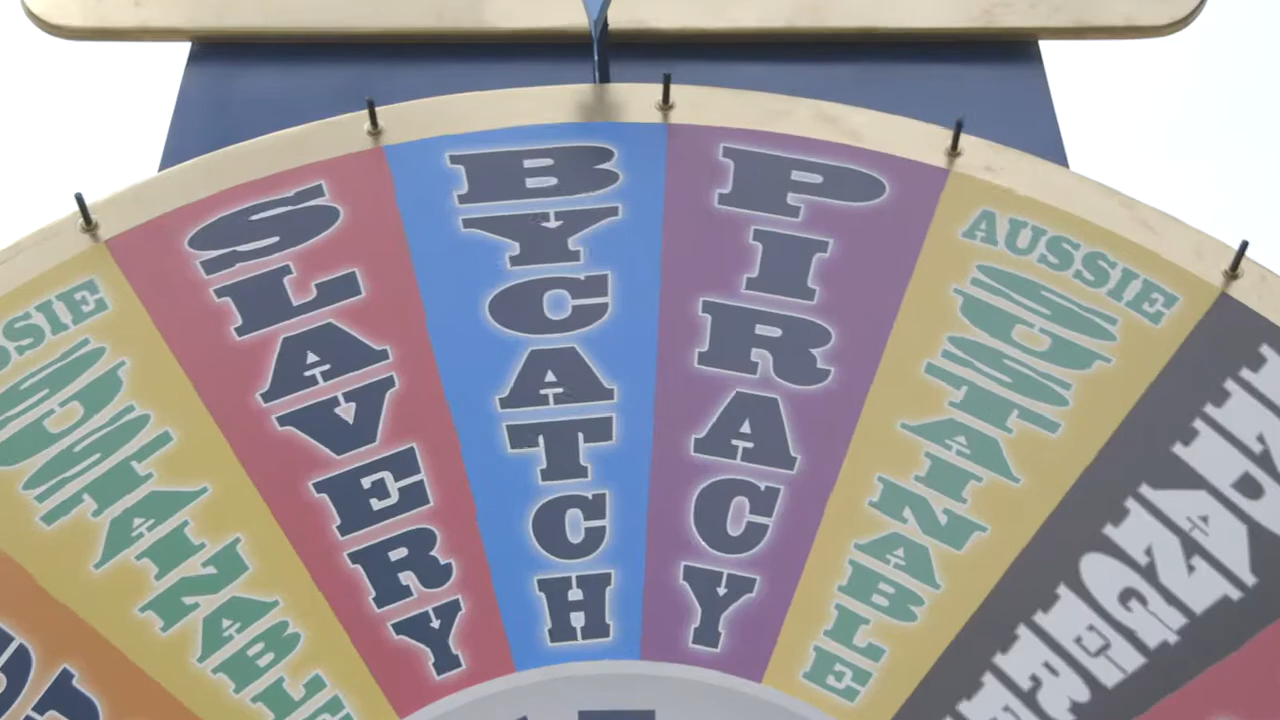 AUSSIE
SUSTAINABLE
SLAVERY
BYCATCH
PIRACY
AUSSIE
SUSTAINABLE